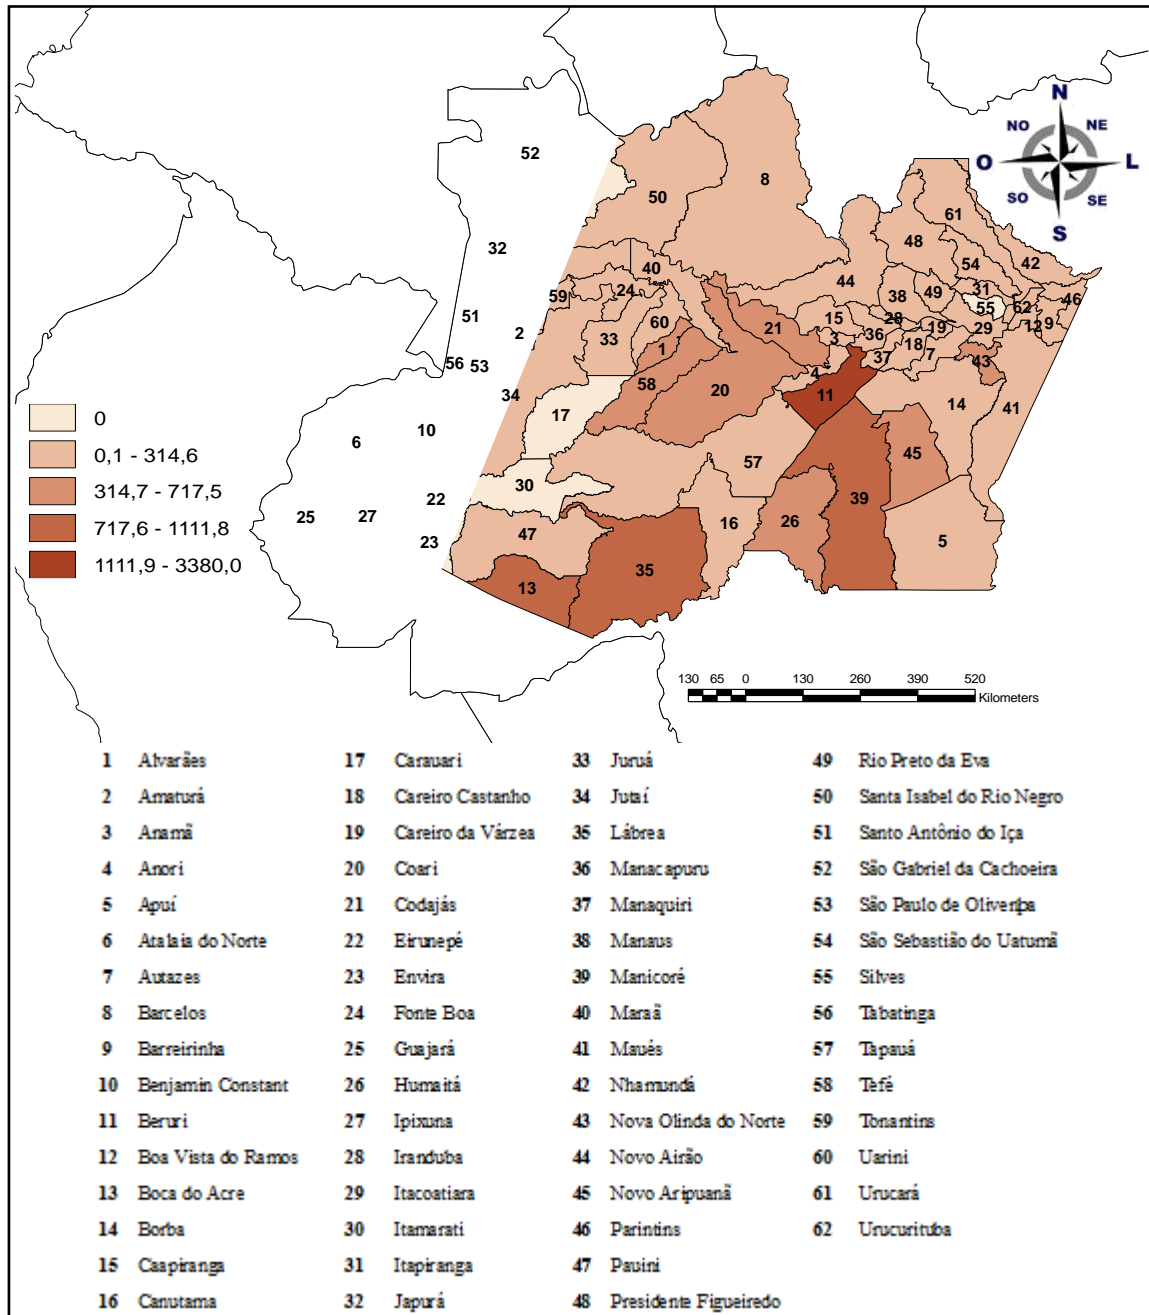 N
NO NE
O L
SO SE
S
52
8
50
61
48
32
54
42
40
44
31
46
59
24
38
49
55
62
51
60
21
15
28
19
29
12
9
2
33
1
3
36
18
7
56
53
58
20
4
37
43
34
11
14
41
17
0
6
10
57
45
0,1 - 314,6
22
30
39
314,7 - 717,5
25
27
16
26
23
47
5
717,6 - 1111,8
13
35
1111,9 - 3380,0
130 65 0 130 260 390 520
Kilometers
1 Alvarães 17 Carauari 33 Juruá 49 Rio Preto da Eva
2 Amaturá 18 Careiro Castanho 34 Jutaí 50 Santa Isabel do Rio Negro
3 Anamã 19 Careiro da Várzea 35 Lábrea 51 Santo Antônio do Iça
4 Anori 20 Coari 36 Manacapuru 52 São Gabriel da Cachoeira
5 Apuí 21 Codajás 37 Manaquiri 53 São Paulo de Olivença
6 Atalaia do Norte 22 Eirunepé 38 Manaus 54 São Sebastião do Uatumã
7 Autazes 23 Envira 39 Manicoré 55 Silves
8 Barcelos 24 Fonte Boa 40 Maraã 56 Tabatinga
9 Barreirinha 25 Guajará 41 Maués 57 Tapauá
10 Benjamin Constant 26 Humaitá 42 Nhamundá 58 Tefé
11 Beruri 27 Ipixuna 43 Nova Olinda do Norte 59 Tonantins
12 Boa Vista do Ramos 28 Iranduba 44 Novo Airão 60 Uarini
13 Boca do Acre 29 Itacoatiara 45 Novo Aripuanã 61 Urucará
14 Borba 30 Itamarati 46 Parintins 62 Urucurituba
15 Caapiranga 31 Itapiranga 47 Pauini
16 Canutama 32 Japurá 48 Presidente Figueiredo